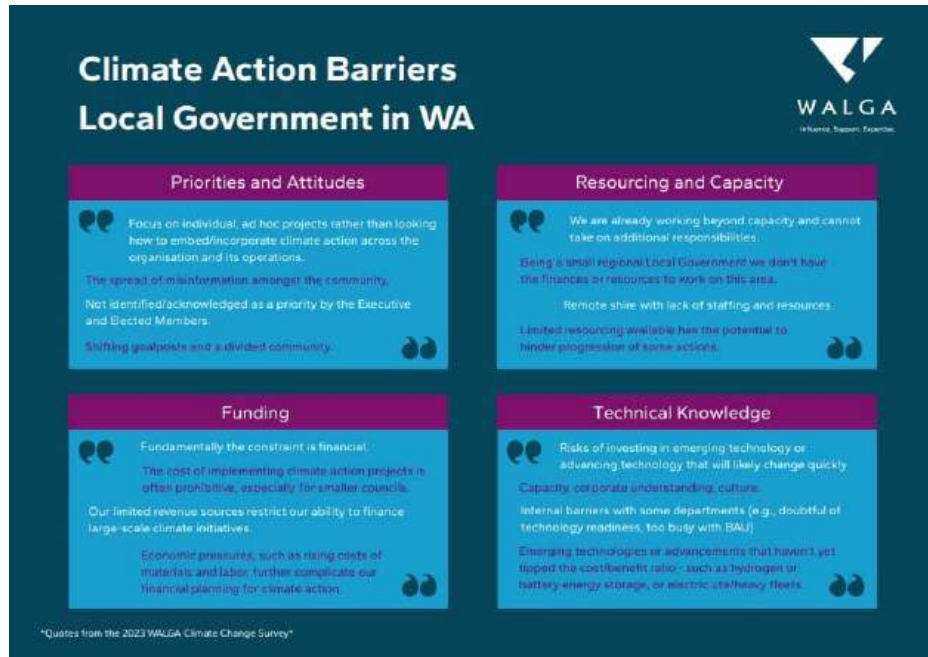 Climate Action Barriers
Local Government in WA
WALGA
Influence. Support. Expertise.
Priorities and Attitudes
Focus on individual, ad hoc projects rather than looking
how to embed/incorporate climate action across the
organisation and its operations.
The spread of misinformation amongst the community.
Not identified/acknowledged as a priority by the Executive
and Elected Members.
Shifting goalposts and a divided community.
Resourcing and Capacity
We are already working beyond capacity and cannot
take on additional responsibilities.
Being a small regional Local Government we don't have
the finances or resources to work on this area.
Remote shire with lack of staffing and resources.
Limited resourcing available has the potential to
hinder progression of some actions.
Funding
Fundamentally the constraint is financial.
The cost of implementing climate action projects is
often prohibitive, especially for smaller councils.
Our limited revenue sources restrict our ability to finance
large-scale climate initiatives.
Economic pressures, such as rising costs of
materials and labor, further complicate our
financial planning for climate action.
Technical Knowledge
Risks of investing in emerging technology or
advancing technology that will likely change quickly
Capacity, corporate understanding, culture.
Internal barriers with some departments (e.g., doubtful of
technology readiness, too busy with BAU)
Emerging technologies or advancements that haven't yet
tipped the cost/benefit ratio - such as hydrogen or
battery energy storage, or electric ute/heavy fleets.
*Quotes from the 2023 WALGA Climate Change Survey*